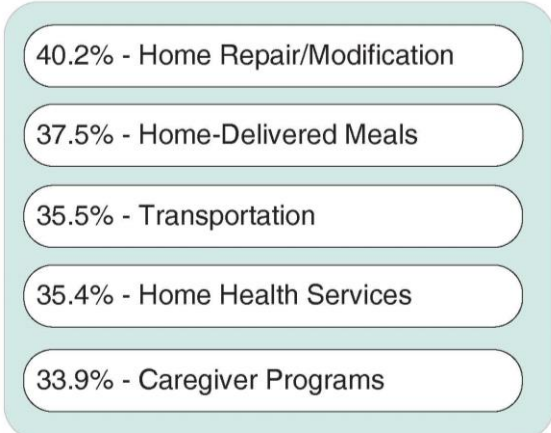 40.2% - Home Repair/Modification
37.5% - Home-Delivered Meals
35.5% - Transportation
35.4% - Home Health Services
33.9% - Caregiver Programs